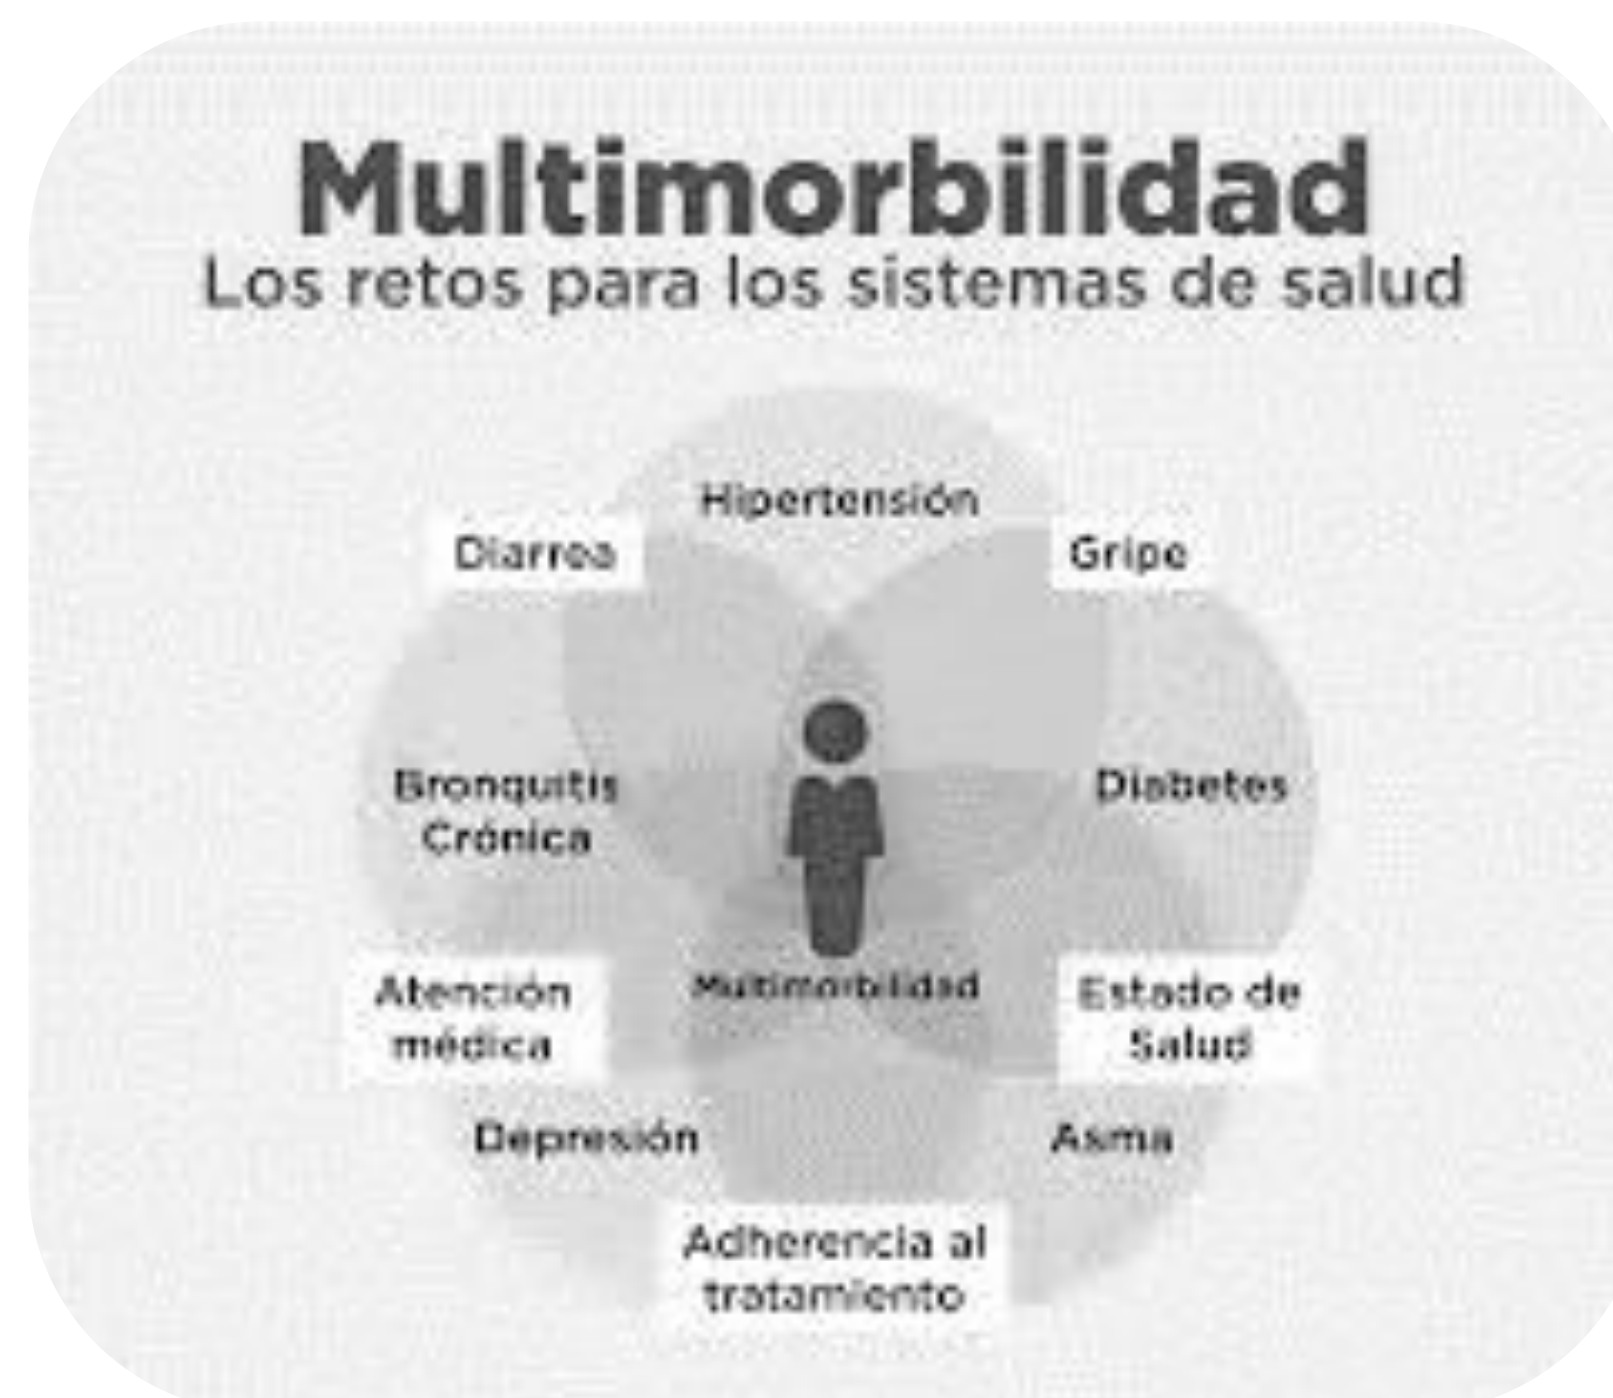 Multimorbilidad
Los retos para los sistemas de salud
Hipertensión
Diarrea
Gripe
Bronquitis
Crónica
Diabetes
Atención
médica
Multimorbilidad
Estado de
Salud
Depresión
Asma
Adherencia al
tratamiento